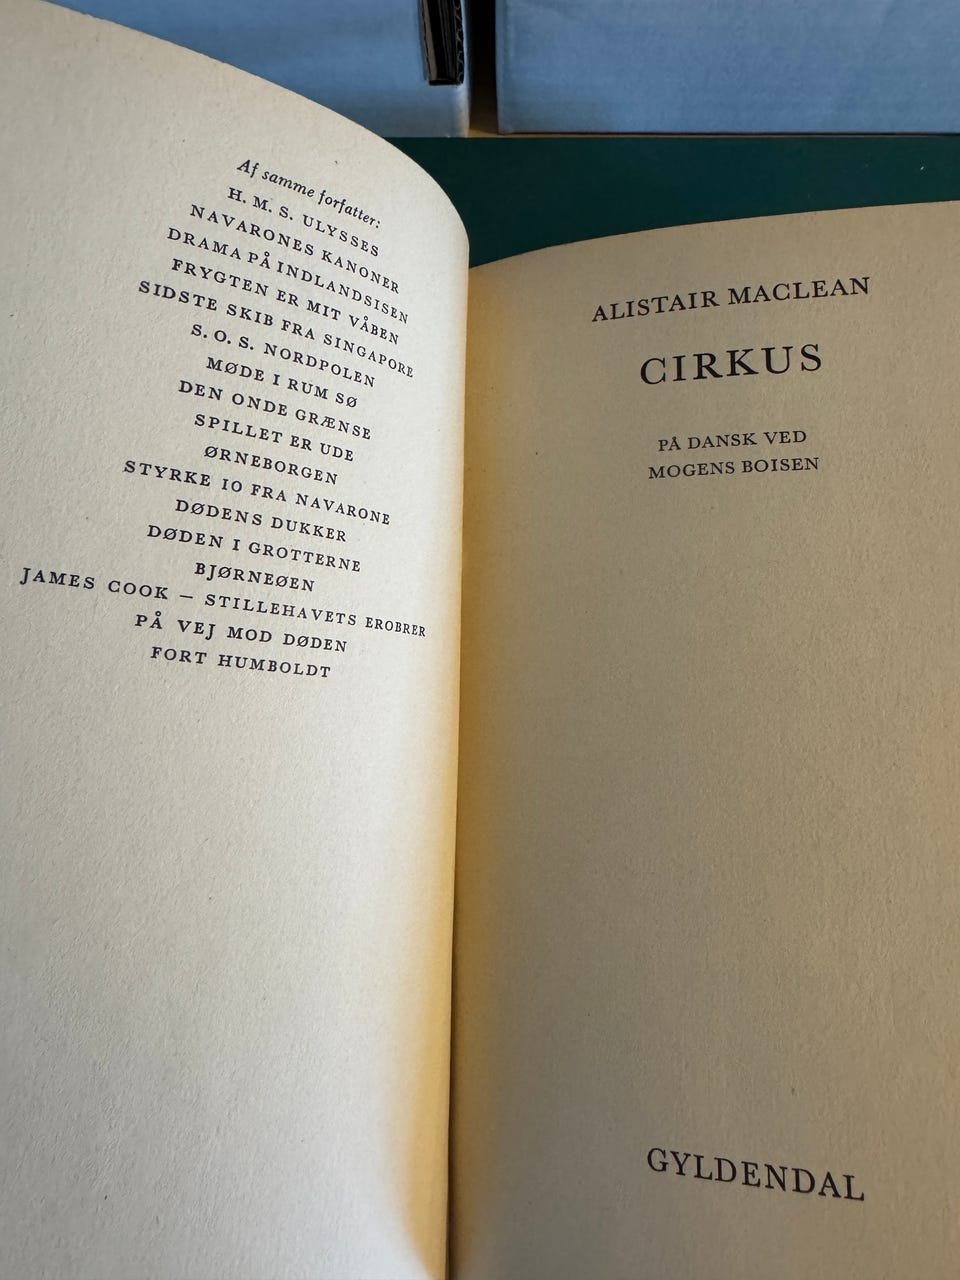 Af samme forfatter:
H. M. S. ULYSSES
NAVARONES KANONER
DRAMA PÅ INDLANDSISEN
FRYGTEN ER MIT VÅBEN
SIDSTE SKIB FRA SINGAPORE
S. O. S. NORDPOLEN
MØDE I RUM SØ
DEN ONDE GRÆNSE
SPILLET ER UDE
ØRNEBORGEN
STYRKE 10 FRA NAVARONE
DØDENS DUKKER
DØDEN I GROTTERNE
BJØRNEØEN
JAMES COOK – STILLEHAVETS EROBRER
PÅ VEJ MOD DØDEN
FORT HUMBOLDT
ALISTAIR MACLEAN
CIRKUS
PÅ DANSK VED
MOGENS BOISEN
GYLDENDAL